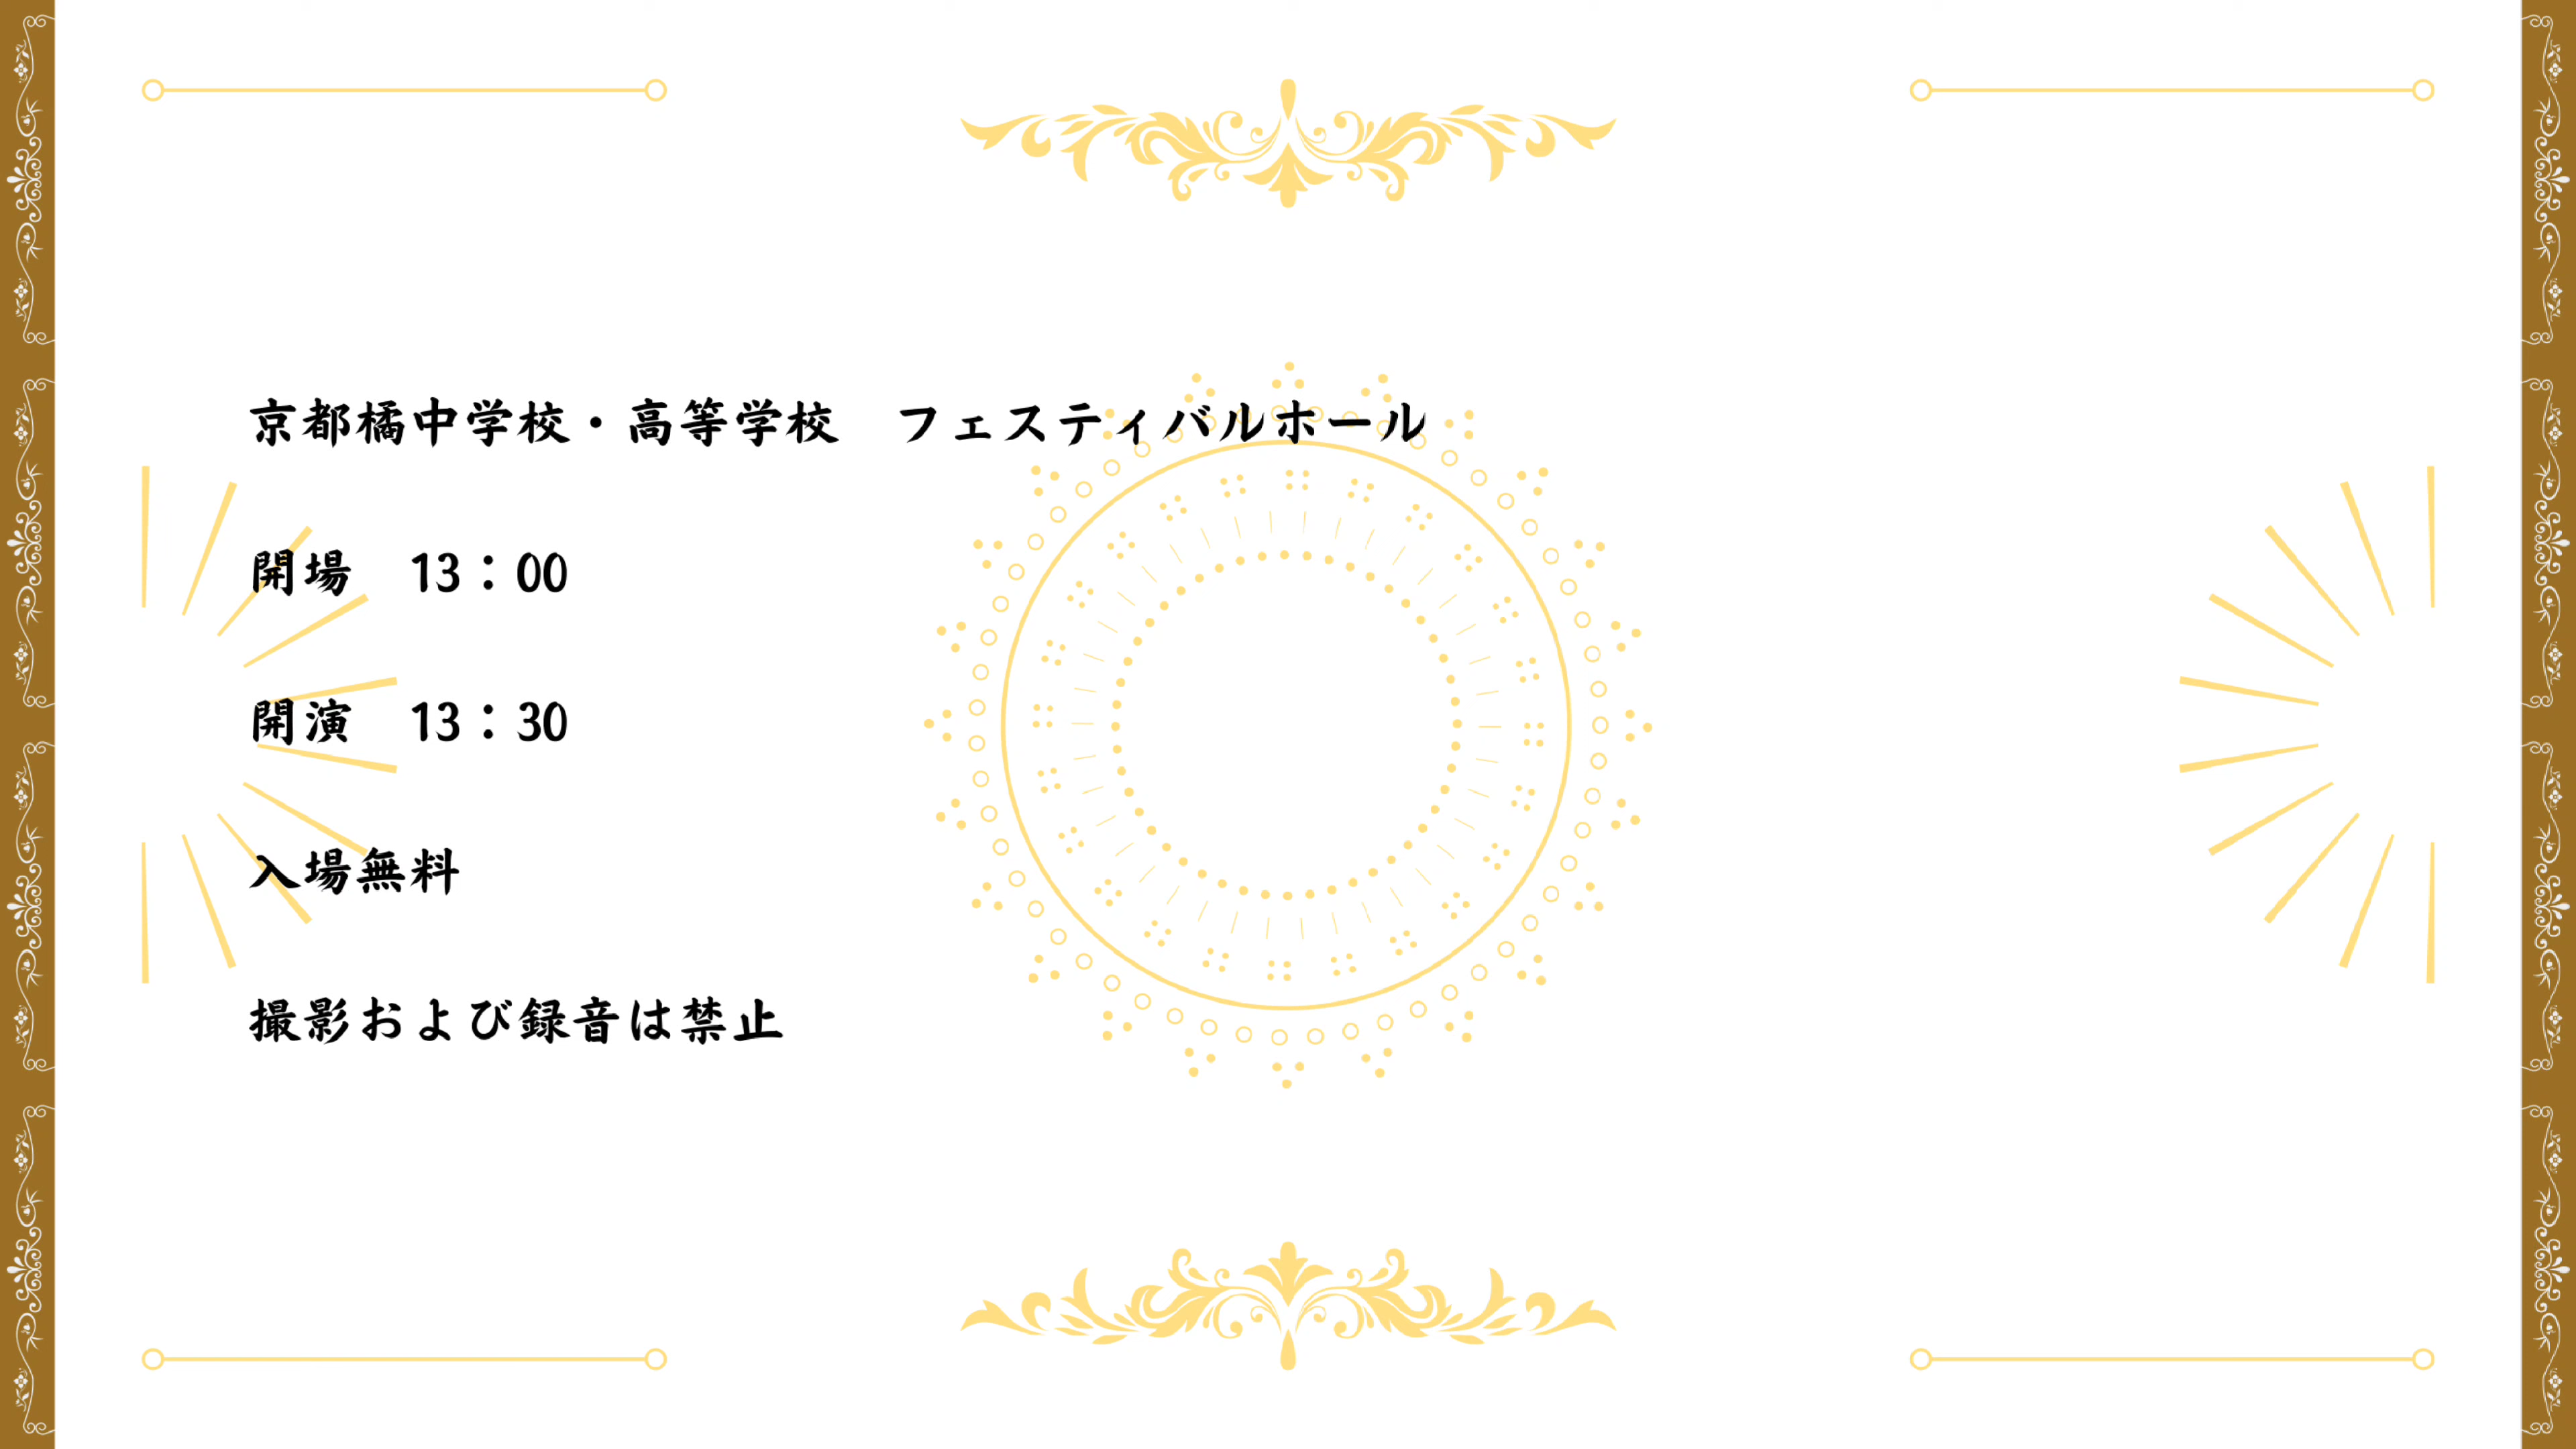 京都橘中学校・高等学校　フェスティバルホール
開場　13：00
開演　13：30
入場無料
撮影および録音は禁止